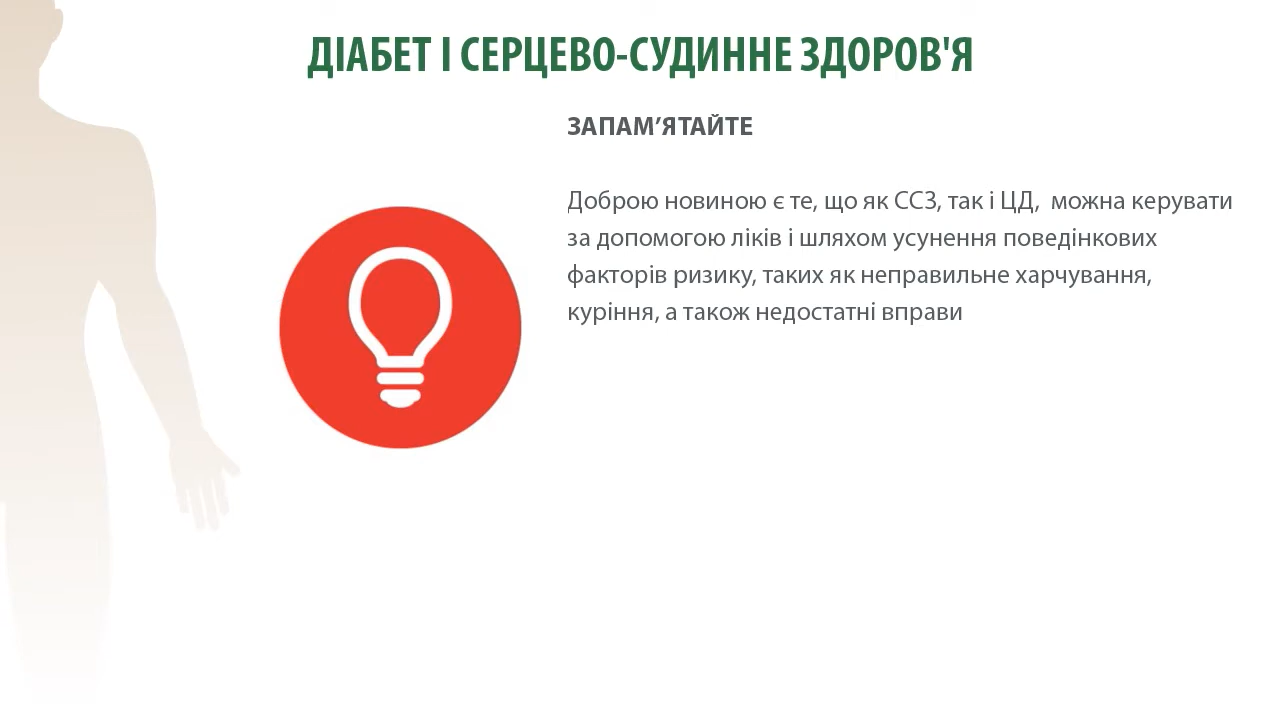 ДІАБЕТ І СЕРЦЕВО-СУДИННЕ ЗДОРОВ'Я
ЗАПАМ’ЯТАЙТЕ
Доброю новиною є те, що як ССЗ, так і ЦД, можна керувати
за допомогою ліків і шляхом усунення поведінкових
факторів ризику, таких як неправильне харчування,
куріння, а також недостатні вправи